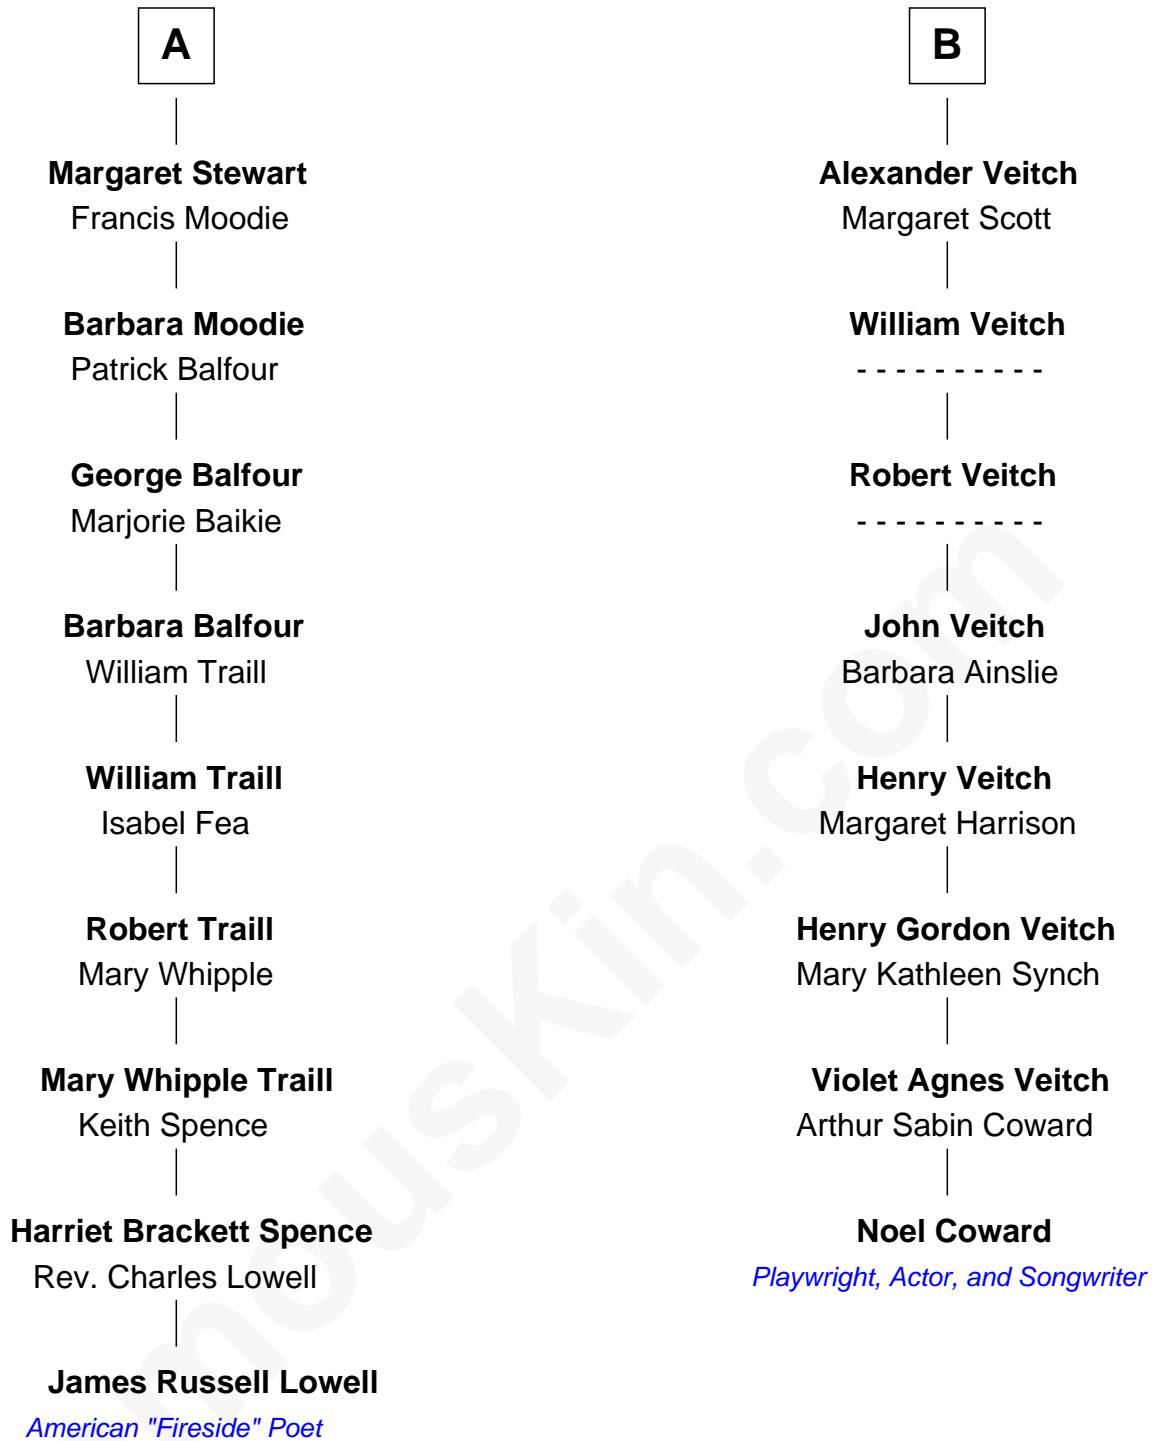 A
Margaret Stewart
Francis Moodie
Barbara Moodie
Patrick Balfour
George Balfour
Marjorie Baikie
Barbara Balfour
William Traill
William Traill
Isabel Fea
Robert Traill
Mary Whipple
Mary Whipple Traill
Keith Spence
Harriet Brackett Spence
Rev. Charles Lowell
James Russell Lowell
American "Fireside" Poet
B
Alexander Veitch
Margaret Scott
William Veitch
- - - - - - - - - -
Robert Veitch
- - - - - - - - - -
John Veitch
Barbara Ainslie
Henry Veitch
Margaret Harrison
Henry Gordon Veitch
Mary Kathleen Synch
Violet Agnes Veitch
Arthur Sabin Coward
Noel Coward
Playwright, Actor, and Songwriter
mouskin.com